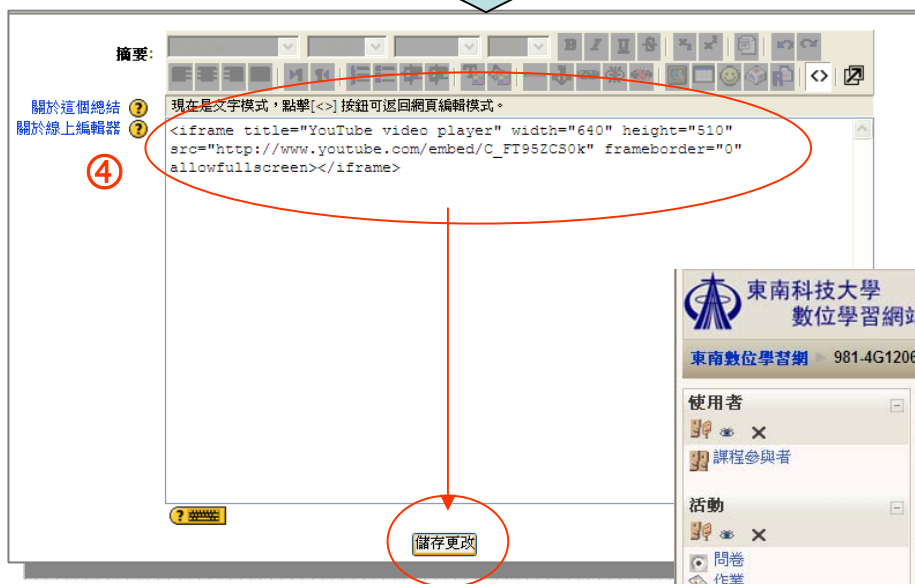 摘要:
B I U S x₂ x²
<>
關於這個總結 ?
現在是文字模式，點擊[<>] 按鈕可返回網頁編輯模式。
關於線上編輯器 ?
④
<iframe title="YouTube video player" width="640" height="510"
src="http://www.youtube.com/embed/C_FT95ZCS0k" frameborder="0"
allowfullscreen></iframe>
?
儲存更改
東南科技大學
數位學習網站
東南數位學習網 ► 981-4G1206
使用者
課程參與者
活動
問卷
作業